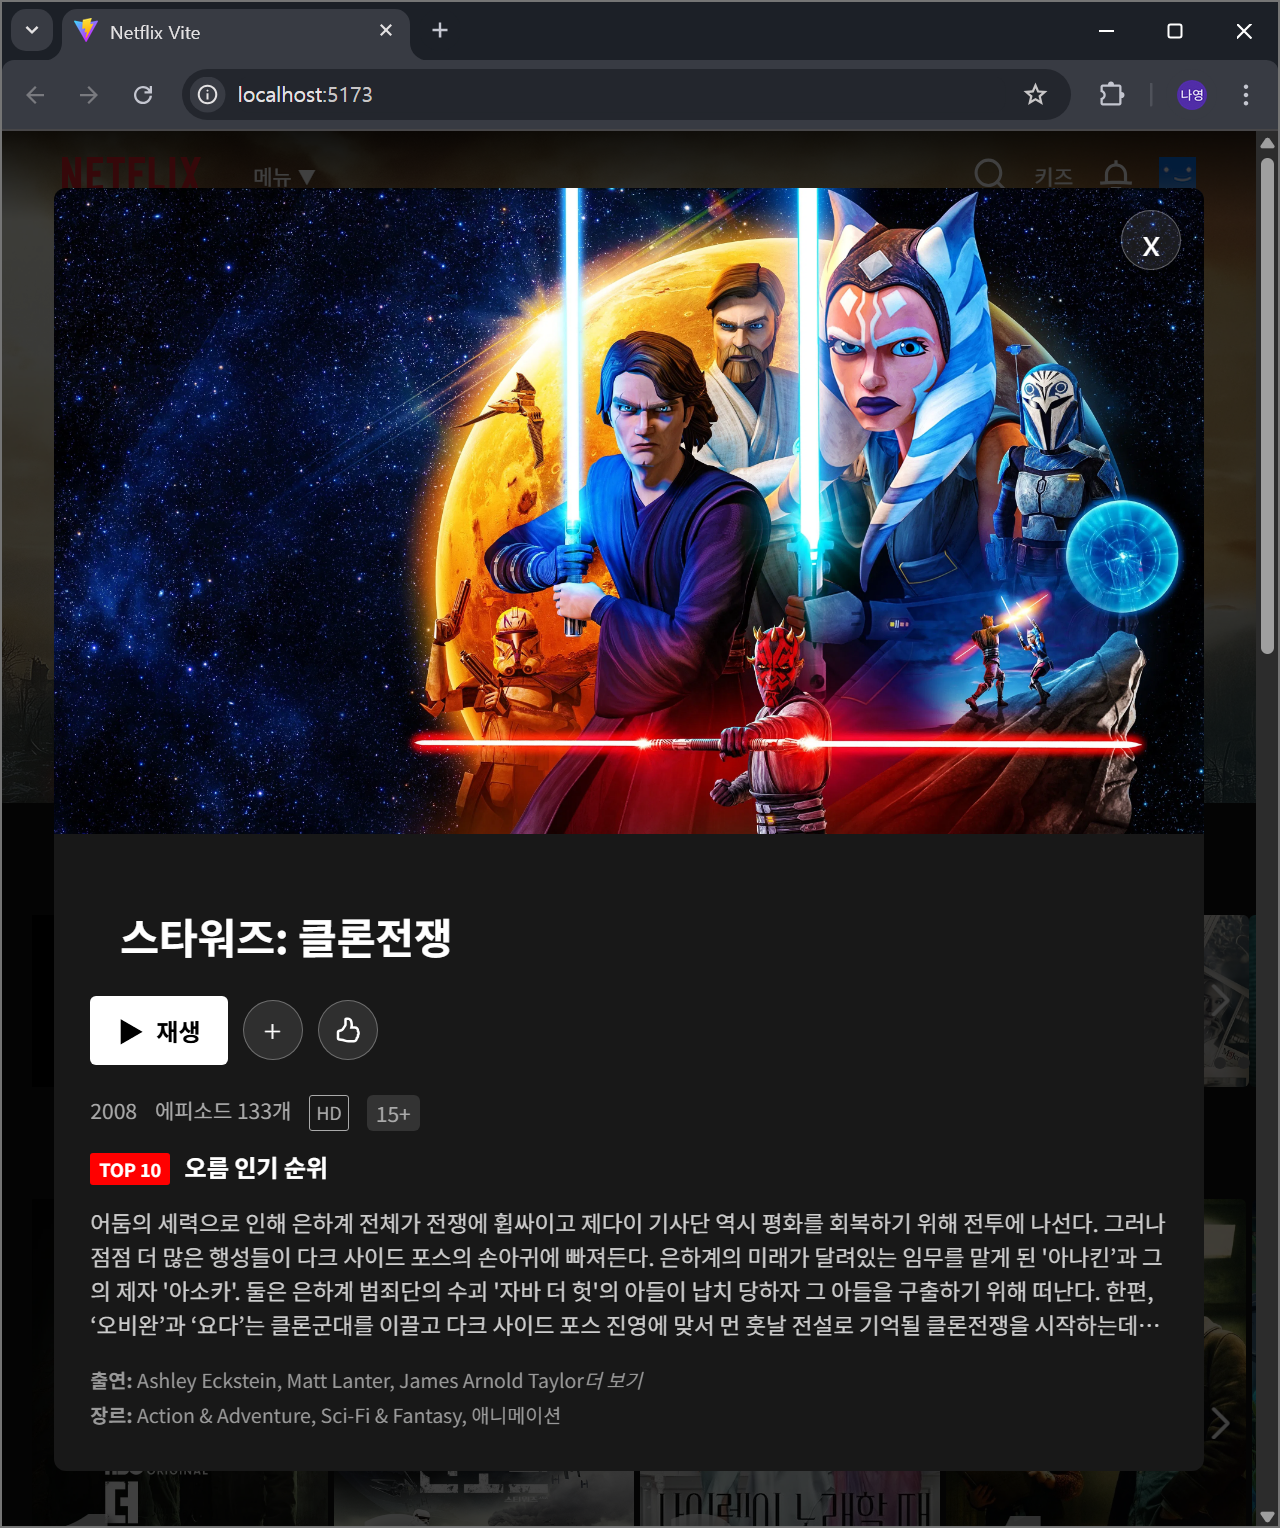 Netflix Vite
localhost:5173
나영
NETFLIX
메뉴 ▼
키즈
X
스타워즈: 클론전쟁
▶ 재생
+
2008 에피소드 133개 HD 15+
TOP 10 오름 인기 순위
어둠의 세력으로 인해 은하계 전체가 전쟁에 휩싸이고 제다이 기사단 역시 평화를 회복하기 위해 전투에 나선다. 그러나
점점 더 많은 행성들이 다크 사이드 포스의 손아귀에 빠져든다. 은하계의 미래가 달려있는 임무를 맡게 된 '아나킨’과 그
의 제자 '아소카'. 둘은 은하계 범죄단의 수괴 '자바 더 헛'의 아들이 납치 당하자 그 아들을 구출하기 위해 떠난다. 한편,
‘오비완’과 ‘요다’는 클론군대를 이끌고 다크 사이드 포스 진영에 맞서 먼 훗날 전설로 기억될 클론전쟁을 시작하는데…
출연: Ashley Eckstein, Matt Lanter, James Arnold Taylor더 보기
장르: Action & Adventure, Sci-Fi & Fantasy, 애니메이션
ORIGINAL
더